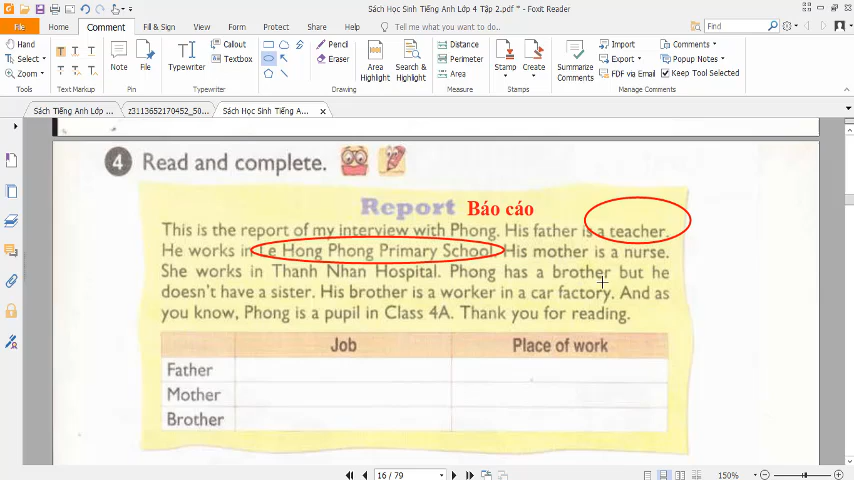 Sách Học Sinh Tiếng Anh Lớp 4 Tập 2.pdf * - Foxit Reader
File Home Comment Fill & Sign View Form Protect Share Help Tell me what you want to do... Find
Hand Callout Pencil Distance Import Comments
Select Textbox Eraser Perimeter Export Popup Notes
Zoom Note File Typewriter Area Highlight Search & Highlight Area Stamp Create Summarize Comments FDF via Email Keep Tool Selected
Tools Text Markup Pin Typewriter Drawing Measure Stamps Manage Comments
Sách Tiếng Anh Lớp ... z3113652170452_50... Sách Học Sinh Tiếng A...
4 Read and complete.
Report Báo cáo
This is the report of my interview with Phong. His father is a teacher.
He works in Le Hong Phong Primary School. His mother is a nurse.
She works in Thanh Nhan Hospital. Phong has a brother but he
doesn't have a sister. His brother is a worker in a car factory. And as
you know, Phong is a pupil in Class 4A. Thank you for reading.
Job Place of work
Father
Mother
Brother
16 / 79 150%